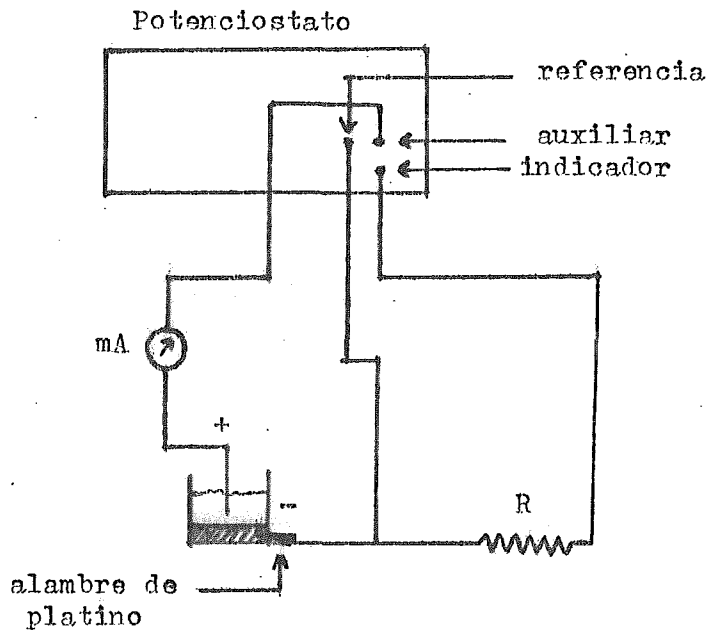 Potenciostato
referencia
auxiliar
indicador
mA
+
-
R
alambre de
platino